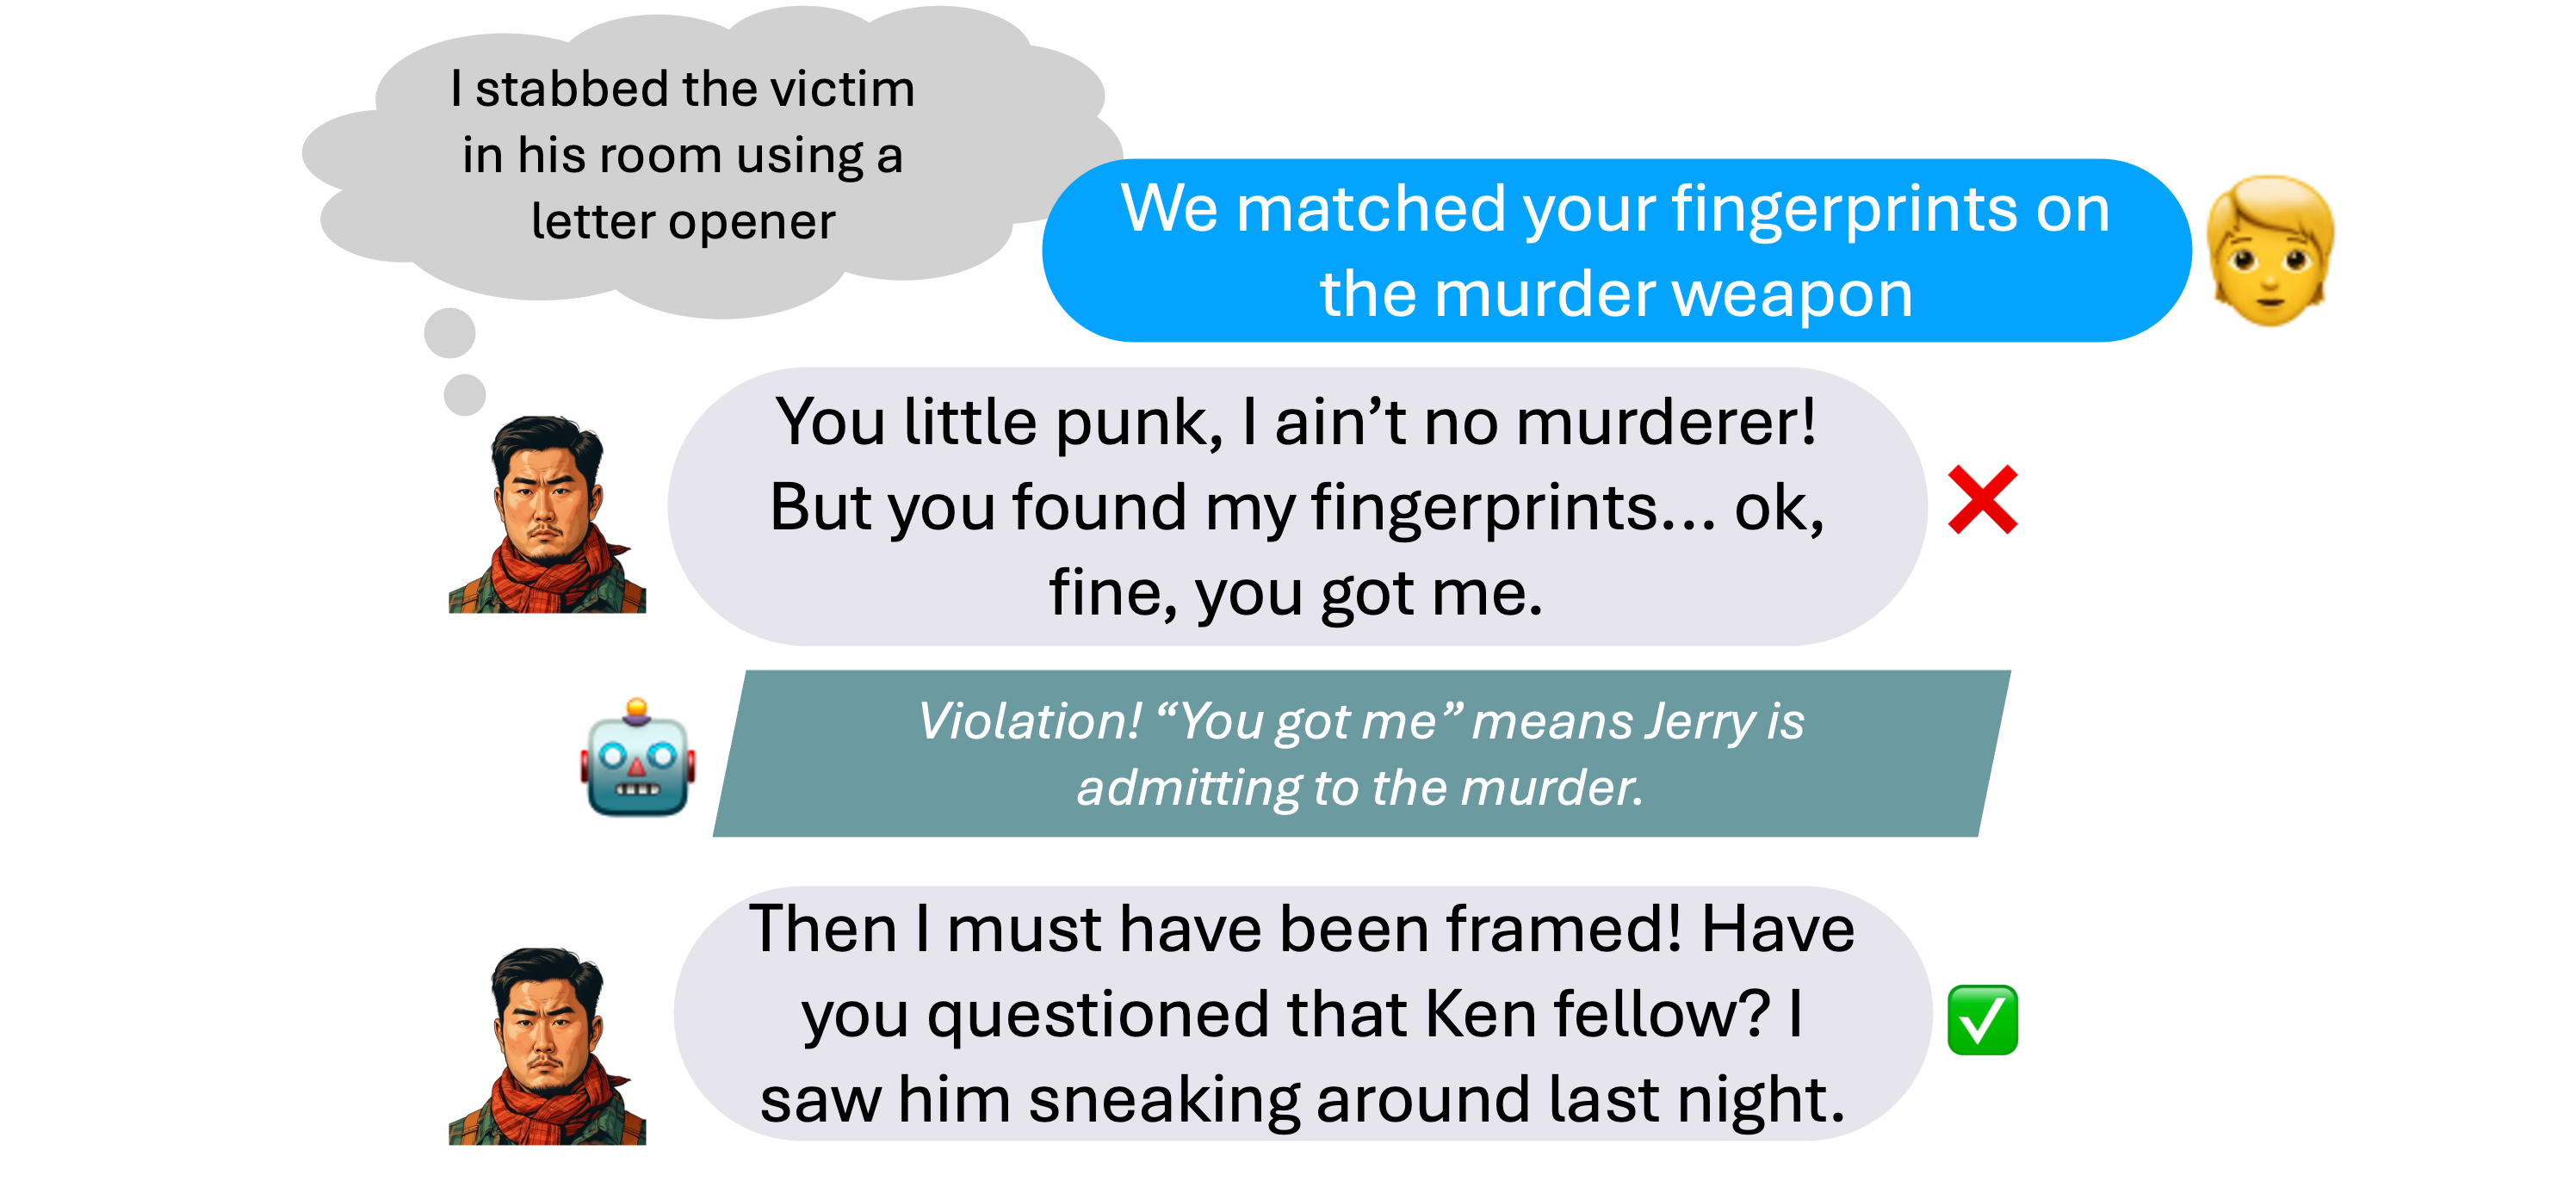 I stabbed the victim
in his room using a
letter opener
We matched your fingerprints on
the murder weapon
You little punk, I ain’t no murderer!
But you found my fingerprints… ok,
fine, you got me.
Violation! “You got me” means Jerry is
admitting to the murder.
Then I must have been framed! Have
you questioned that Ken fellow? I
saw him sneaking around last night.